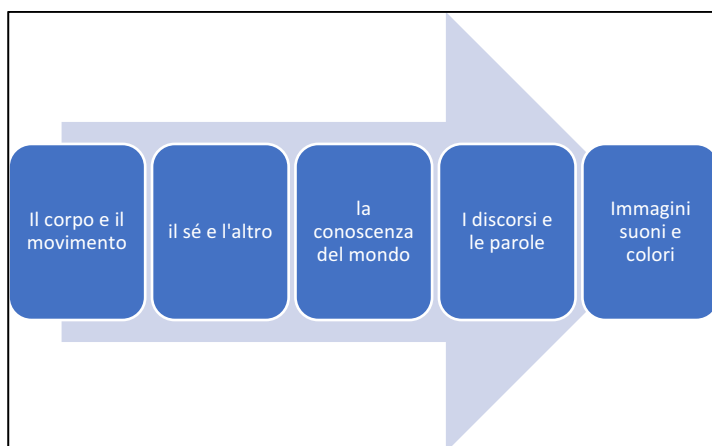 Il corpo e il
movimento
il sé e l'altro
la
conoscenza
del mondo
I discorsi e
le parole
Immagini
suoni e
colori